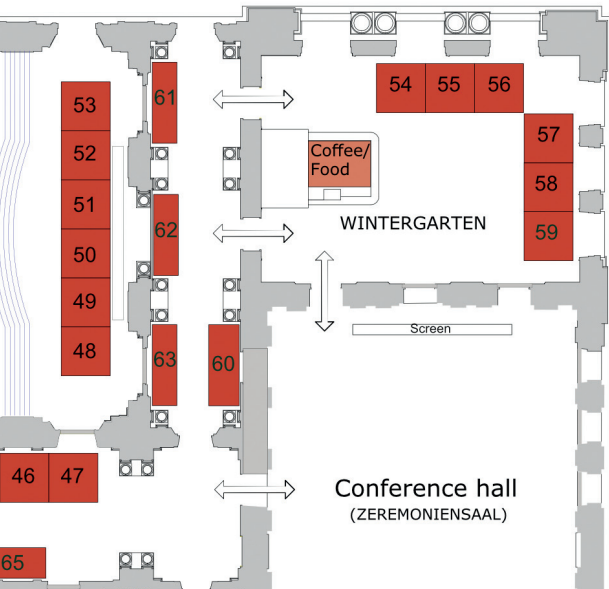 54 55 56
61
53
57
Coffee/
Food
52
58
51
62
WINTERGARTEN
59
50
49
Screen
48
63
60
46 47
Conference hall
(ZEREMONIENSAAL)
65